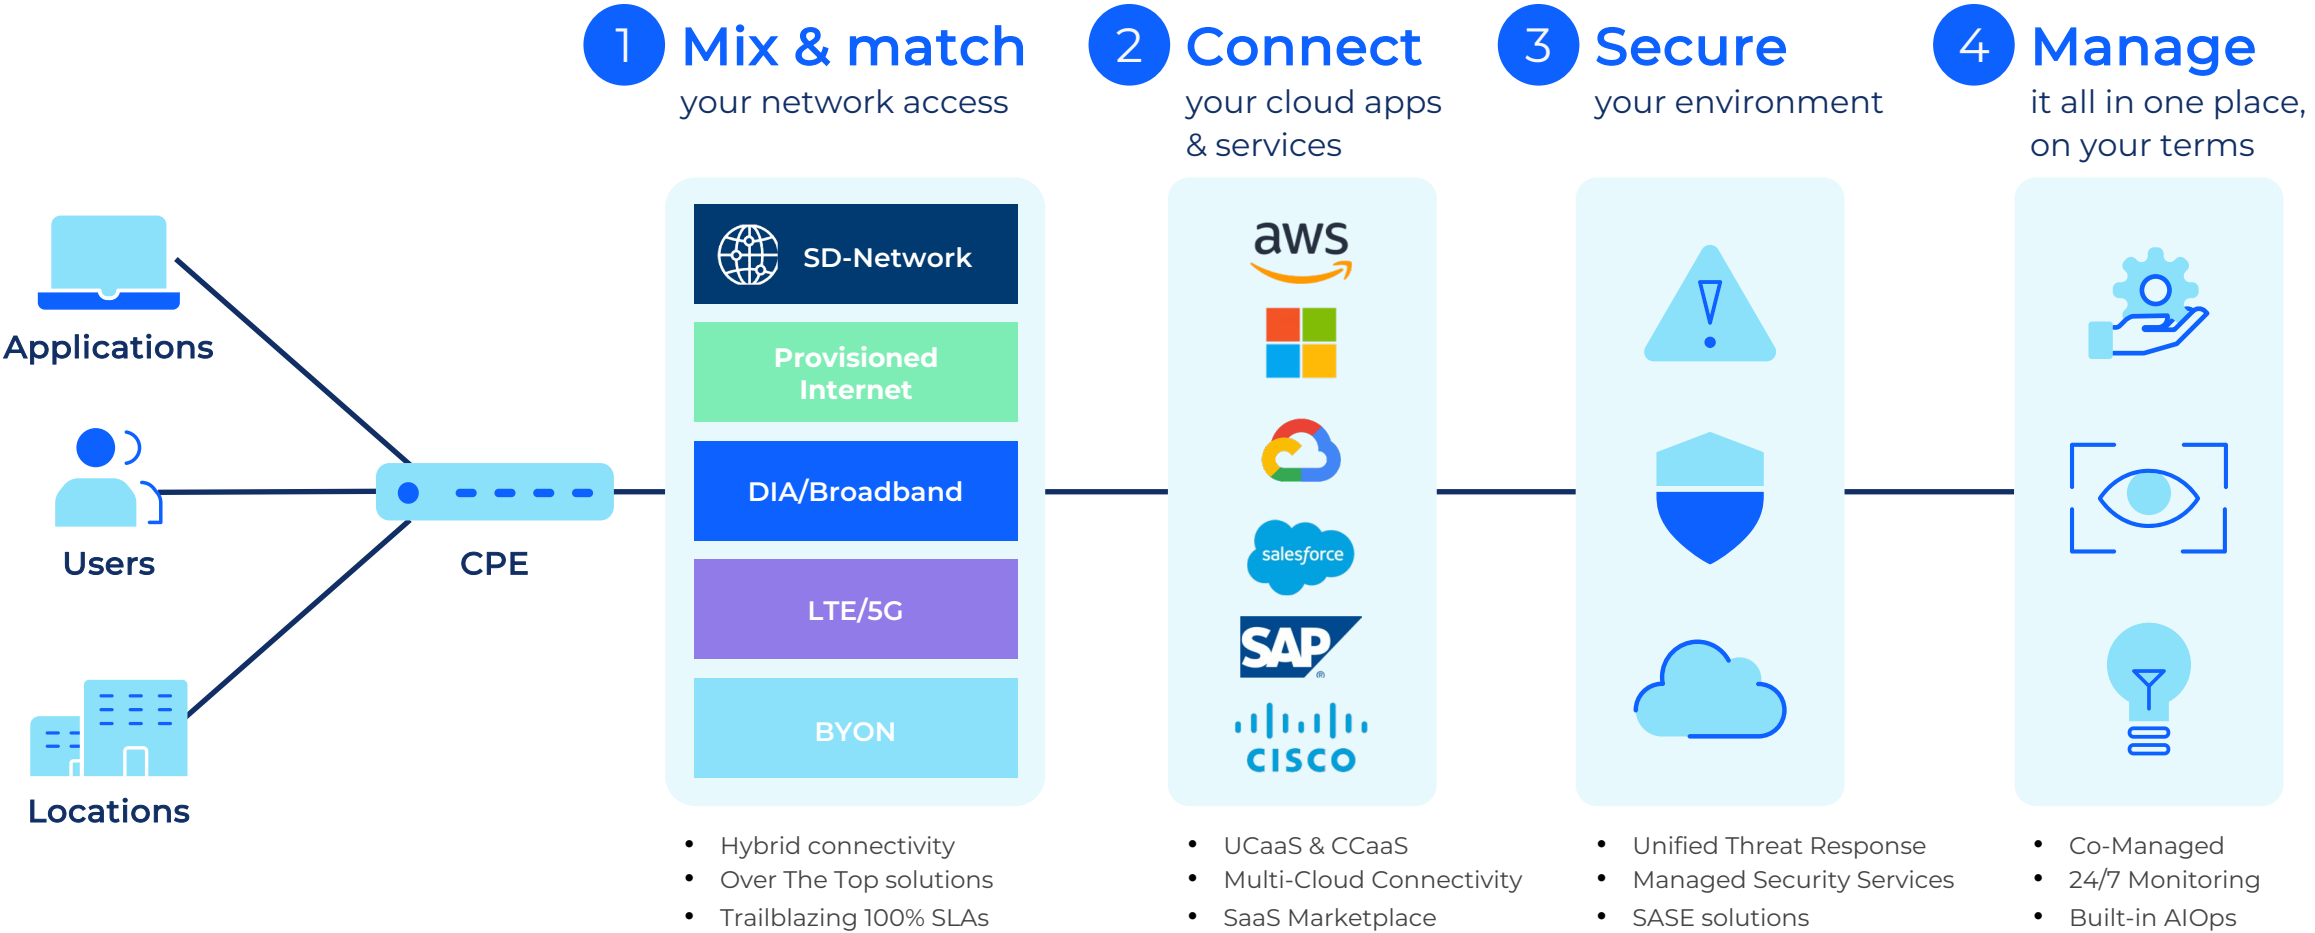 1 Mix & match
your network access
2 Connect
your cloud apps
& services
3 Secure
your environment
4 Manage
it all in one place,
on your terms
Applications
Users
Locations
CPE
SD-Network
Provisioned
Internet
DIA/Broadband
LTE/5G
BYON
aws
salesforce
SAP®
CISCO
• Hybrid connectivity
• Over The Top solutions
• Trailblazing 100% SLAs
• UCaaS & CCaaS
• Multi-Cloud Connectivity
• SaaS Marketplace
• Unified Threat Response
• Managed Security Services
• SASE solutions
• Co-Managed
• 24/7 Monitoring
• Built-in AIOps